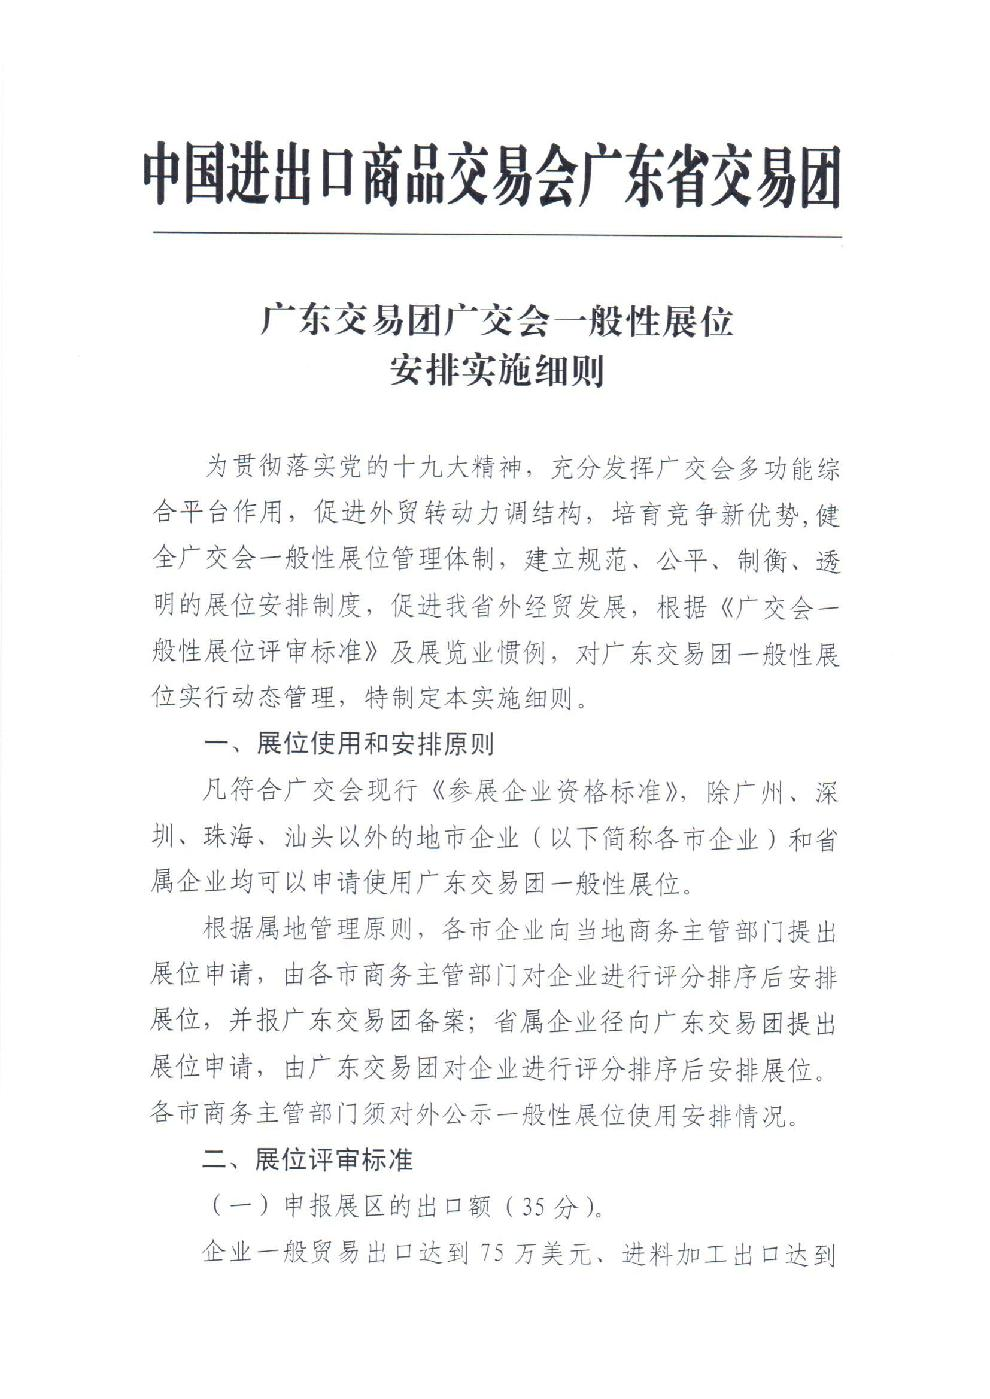 中国进出口商品交易会广东省交易团
广东交易团广交会一般性展位
安排实施细则
为贯彻落实党的十九大精神，充分发挥广交会多功能综
合平台作用，促进外贸转动力调结构，培育竞争新优势，健
全广交会一般性展位管理体制，建立规范、公平、制衡、透
明的展位安排制度，促进我省外经贸发展，根据《广交会一
般性展位评审标准》及展览业惯例，对广东交易团一般性展
位实行动态管理，特制定本实施细则。
一、展位使用和安排原则
凡符合广交会现行《参展企业资格标准》，除广州、深
圳、珠海、汕头以外的地市企业（以下简称各市企业）和省
属企业均可以申请使用广东交易团一般性展位。
根据属地管理原则，各市企业向当地商务主管部门提出
展位申请，由各市商务主管部门对企业进行评分排序后安排
展位，并报广东交易团备案；省属企业径向广东交易团提出
展位申请，由广东交易团对企业进行评分排序后安排展位。
各市商务主管部门须对外公示一般性展位使用安排情况。
二、展位评审标准
（一）申报展区的出口额（35分）。
企业一般贸易出口达到75万美元、进料加工出口达到